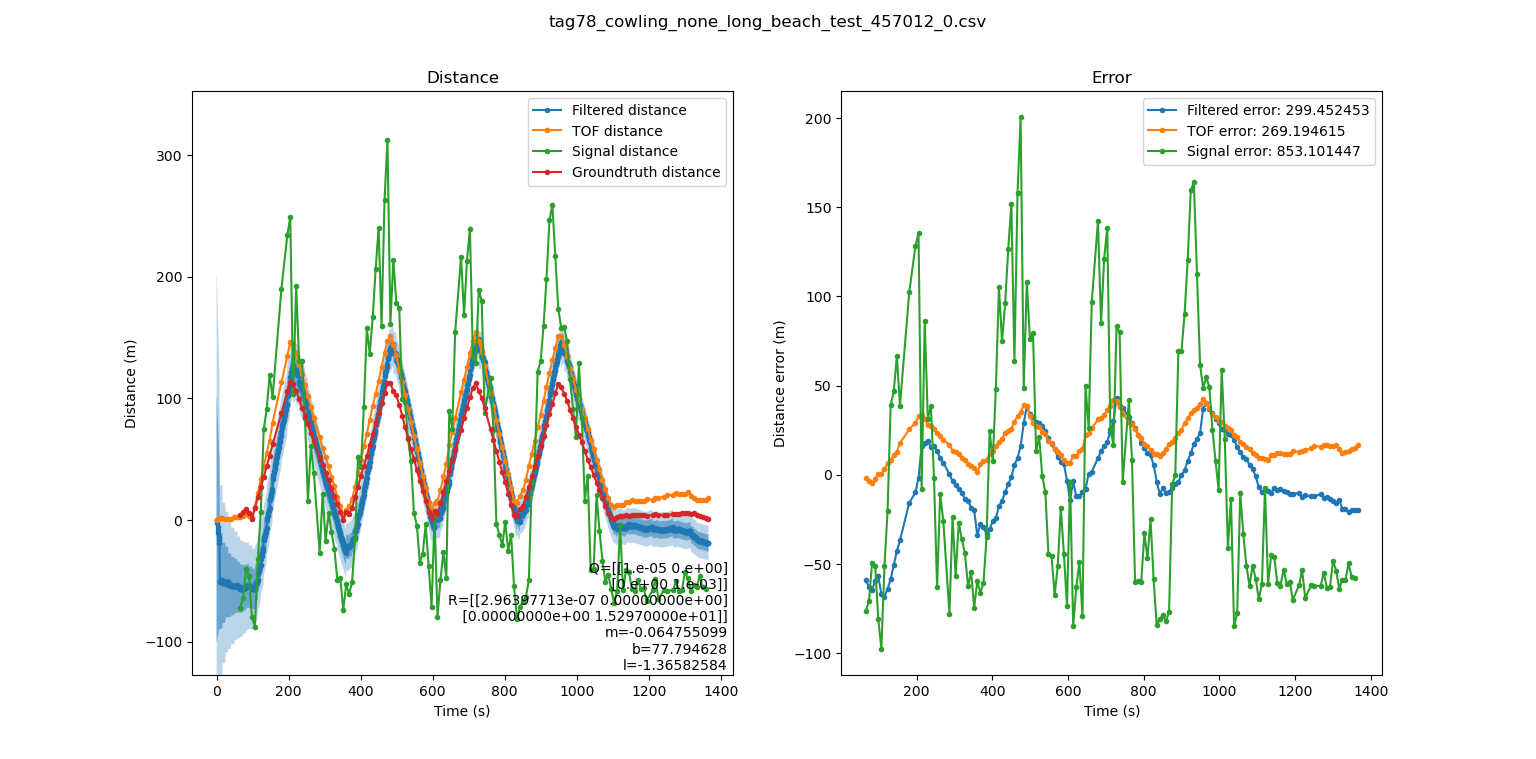 tag78_cowling_none_long_beach_test_457012_0.csv
Distance
Error
Filtered distance
TOF distance
Signal distance
Groundtruth distance
Filtered error: 299.452453
TOF error: 269.194615
Signal error: 853.101447
300
200
100
0
−100
Distance (m)
200
150
100
50
0
−50
−100
Distance error (m)
Q=[[1.e-05 0.e+00]
[0.e+00 1.e-03]]
R=[[2.96397713e-07 0.00000000e+00]
[0.00000000e+00 1.52970000e+01]]
m=-0.064755099
b=77.794628
l=-1.36582584
0 200 400 600 800 1000 1200 1400
Time (s)
200 400 600 800 1000 1200 1400
Time (s)